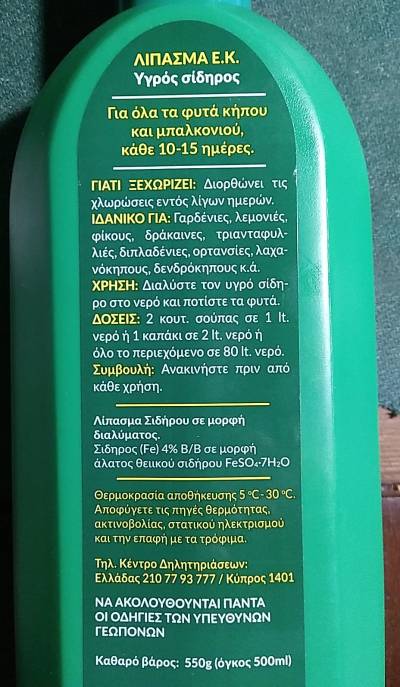 ΛΙΠΑΣΜΑ Ε.Κ.
Υγρός σίδηρος
Για όλα τα φυτά κήπου
και μπαλκονιού,
κάθε 10-15 ημέρες.
ΓΙΑΤΙ ΞΕΧΩΡΙΖΕΙ: Διορθώνει τις
χλωρώσεις εντός λίγων ημερών.
ΙΔΑΝΙΚΟ ΓΙΑ: Γαρδένιες, λεμονιές,
φίκους, δράκαινες, τριανταφυλ-
λιές, διπλαδένιες, ορτανσίες, λαχα-
νόκηπους, δενδρόκηπους κ.ά.
ΧΡΗΣΗ: Διαλύστε τον υγρό σίδη-
ρο στο νερό και ποτίστε τα φυτά.
ΔΟΣΕΙΣ: 2 κουτ. σούπας σε 1 lt.
νερό ή 1 καπάκι σε 2 lt. νερό ή
όλο το περιεχόμενο σε 80 lt. νερό.
Συμβουλή: Ανακινήστε πριν από
κάθε χρήση.
Λίπασμα Σιδήρου σε μορφή
διαλύματος.
Σίδηρος (Fe) 4% Β/Β σε μορφή
άλατος θειικού σιδήρου FeSO₄·7H₂O
Θερμοκρασία αποθήκευσης 5 °C - 30 °C.
Αποφύγετε τις πηγές θερμότητας,
ακτινοβολίας, στατικού ηλεκτρισμού
και την επαφή με τα τρόφιμα.
Τηλ. Κέντρο Δηλητηριάσεων:
Ελλάδας 210 77 93 777 / Κύπρος 1401
ΝΑ ΑΚΟΛΟΥΘΟΥΝΤΑΙ ΠΑΝΤΑ
ΟΙ ΟΔΗΓΙΕΣ ΤΩΝ ΥΠΕΥΘΥΝΩΝ
ΓΕΩΠΟΝΩΝ
Καθαρό βάρος: 550g (όγκος 500ml)